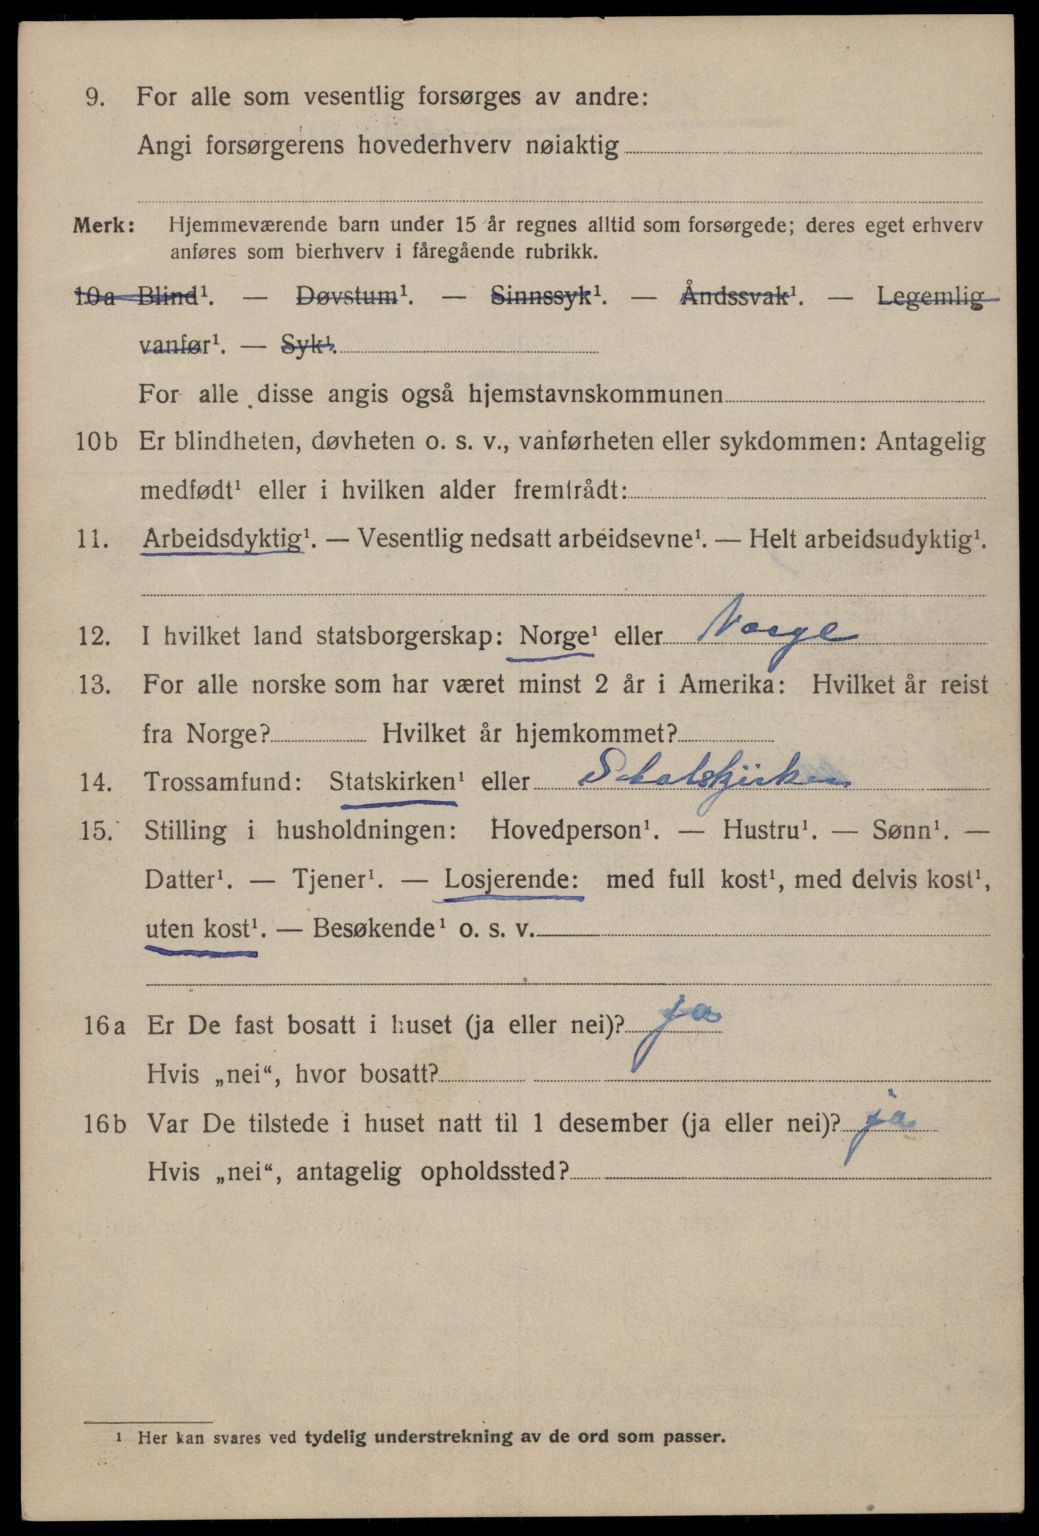 9. For alle som vesentlig forsørges av andre:
Angi forsørgerens hovederhverv nøiaktig
Merk: Hjemmeværende barn under 15 år regnes alltid som forsørgede; deres eget erhverv
anføres som bierhverv i fåregående rubrikk.
10a Blind¹. — Døvstum¹. — Sinnssyk¹. — Åndssvak¹. — Legemlig
vanfør¹. — Syk¹.
For alle disse angis også hjemstavnskommunen
10b Er blindheten, døvheten o. s. v., vanførheten eller sykdommen: Antagelig
medfødt¹ eller i hvilken alder fremtrådt:
11. Arbeidsdyktig¹. — Vesentlig nedsatt arbeidsevne¹. — Helt arbeidsudyktig¹.
12. I hvilket land statsborgerskap: Norge¹ eller Norge
13. For alle norske som har været minst 2 år i Amerika: Hvilket år reist
fra Norge? Hvilket år hjemkommet?
14. Trossamfund: Statskirken¹ eller Statskjirken
15. Stilling i husholdningen: Hovedperson¹. — Hustru¹. — Sønn¹. —
Datter¹. — Tjener¹. — Losjerende: med full kost¹, med delvis kost¹,
uten kost¹. — Besøkende¹ o. s. v.
16a Er De fast bosatt i huset (ja eller nei)? ja
Hvis „nei“, hvor bosatt?
16b Var De tilstede i huset natt til 1 desember (ja eller nei)? ja
Hvis „nei“, antagelig opholdssted?
¹ Her kan svares ved tydelig understrekning av de ord som passer.